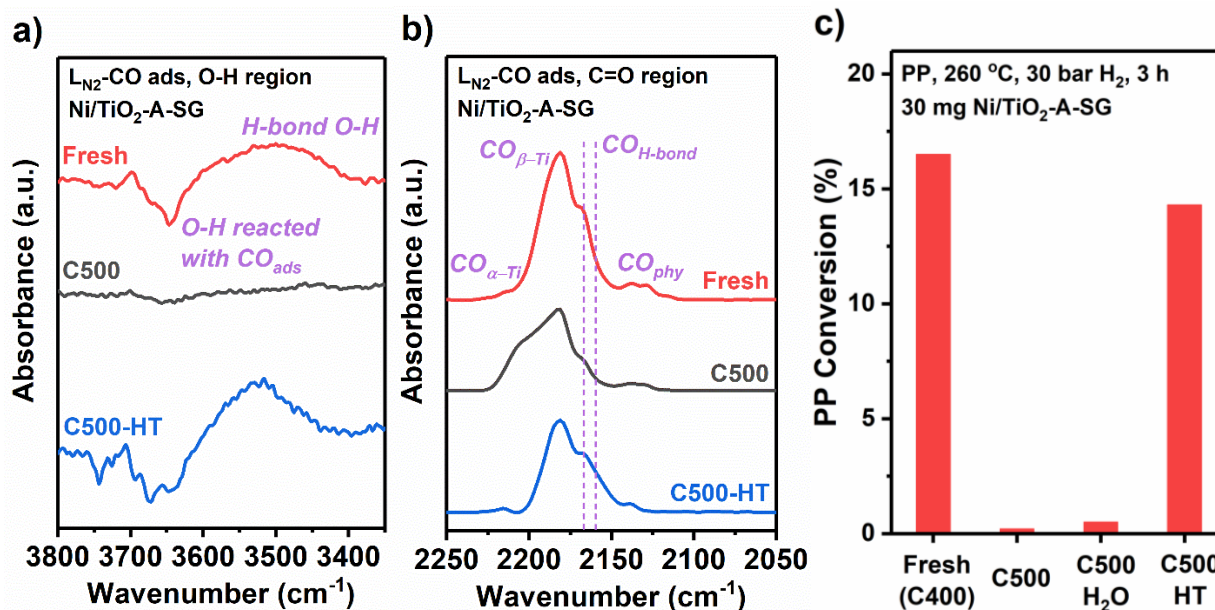 a)
L_N2-CO ads, O-H region
Ni/TiO₂-A-SG
H-bond O-H
Fresh
O-H reacted
with CO_ads
C500
C500-HT
Absorbance (a.u.)
3800 3700 3600 3500 3400
Wavenumber (cm⁻¹)
b)
L_N2-CO ads, C=O region
Ni/TiO₂-A-SG
CO_β–Ti
CO_H-bond
CO_α–Ti
CO_phy
Fresh
C500
C500-HT
Absorbance (a.u.)
2250 2200 2150 2100 2050
Wavenumber (cm⁻¹)
c)
PP, 260 °C, 30 bar H₂, 3 h
30 mg Ni/TiO₂-A-SG
PP Conversion (%)
20
15
10
5
0
Fresh
(C400)
C500
C500
H₂O
C500
HT